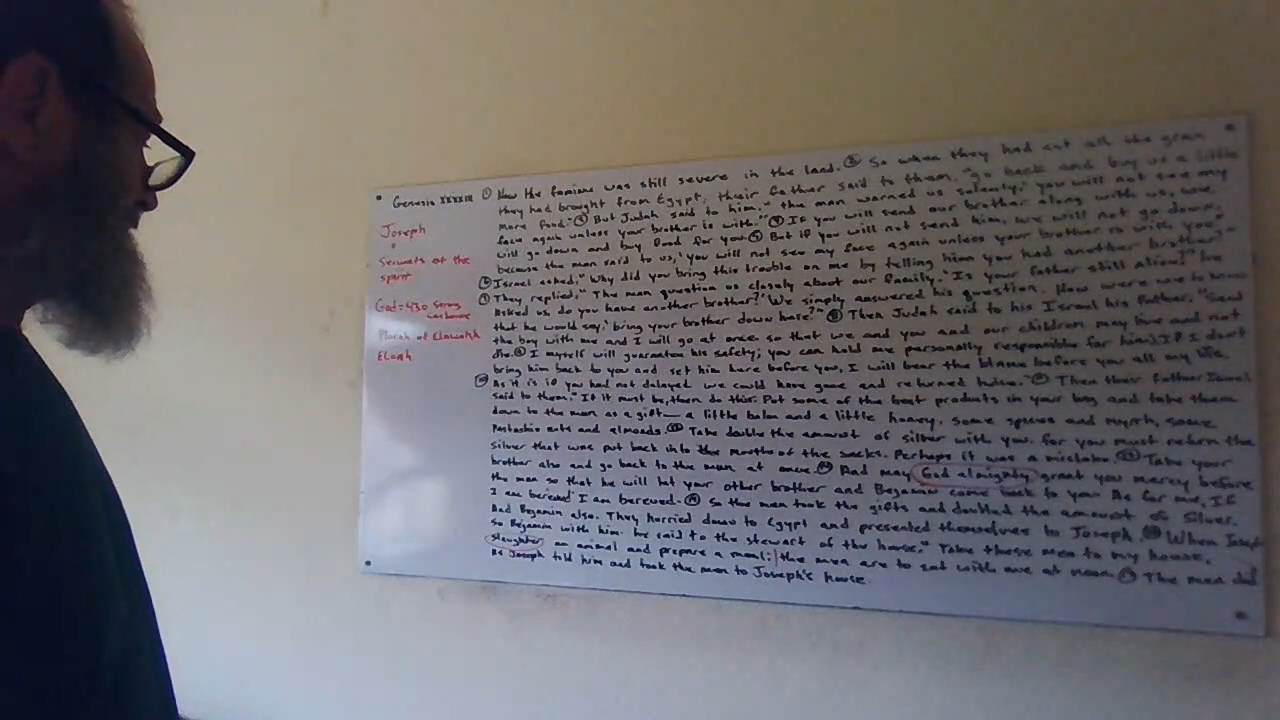 Genesis XXXXIII ① Now the famine was still severe in the land. ② So when they had eat all the grain
they had brought from Egypt, their father said to them, "go back and buy us a little
more food." ③ But Judah said to him," the man warned us solemly,' you will not see my
face again unless your brother is with." ④ If you will send our brother along with us, we
will go down and buy food for you. ⑤ But if you will not send him, we will not go down,
because the man said to us,' you will not see my face again unless your brother is with you."
⑥ Israel asked," Why did you bring this trouble on me by telling him you had another brother?"
⑦ They replied," The man question us closely about our family. "Is your father still alive?" he
Asked us, do you have another brother?' We simply answered his question. How were we to know
that he would say,' bring your brother down here?'" ⑧ Then Judah said to his Israel his father, "Send
the boy with me and I will go at once so that we and you and our children may live and not
die. ⑨ I myself will guarantee his safety; you can hold me personally responsible for him. If I don't
bring him back to you and set him here before you, I will bear the blame before you all my life.
⑩ As it is if you had not delayed we could have gone and returned twice." ⑪ Then their father Israel
said to them," If it must be, then do this: Put some of the best products in your bag and take them
down to the man as a gift— a little balm and a little honey, some spices and myrrh, some
Pistashio nuts and almonds. ⑫ Take double the amount of silver with you, for you must return the
silver that was put back into the mouths of the sacks. Perhaps it was a mistake. ⑬ Take your
brother also and go back to the man at once. ⑭ And may God almighty grant you mercy before
the man so that he will let your other brother and Benjamin come back to you. As for me, If
I am bereved I am bereved. ⑮ So the men took the gifts and doubled the amount of Silver.
And Benjamin also. They hurried down to Egypt and presented themselves to Joseph. ⑯ When Joseph
So Benjamin with him. he said to the stewart of the house," Take these men to my house,
slaughter an animal and prepare a meal; the men are to eat with me at noon. ⑰ The man did
As Joseph told him and took the men to Joseph's house.
Joseph
=
Servants of the
spirit
God = 430 Strong
Plurah of
Eloah